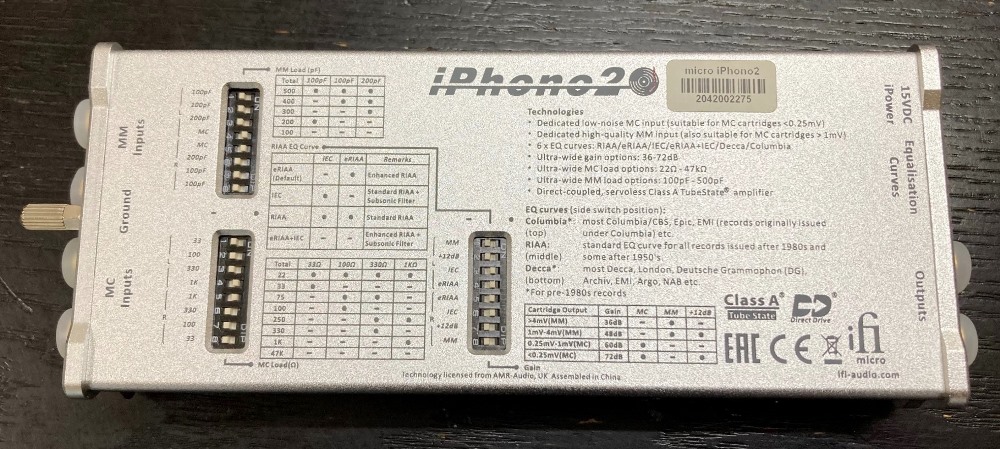 iPhono2
micro iPhono2
2042002275
15VDC
iPower
Equalisation
Curves
Outputs
MM
Inputs
Ground
MC
Inputs
MM Load (pF)
Total 100pF 100pF 200pF
500 • • •
400 – • •
300 – – •
200 • – –
100 – – –
100pF
100pF
200pF
MC
MC
200pF
100pF
100pF
RIAA EQ Curve
IEC eRIAA Remarks
eRIAA (Default) – • Enhanced RIAA
IEC • – Standard RIAA + Subsonic Filter
RIAA • • Standard RIAA
eRIAA+IEC – – Enhanced RIAA + Subsonic Filter
33
100
330
1K
1K
330
100
33
Total 33Ω 100Ω 330Ω 1KΩ
22
33
75
100
250
330
1K
47K
MC Load(Ω)
MM
+12dB
IEC
eRIAA
eRIAA
IEC
+12dB
MM
Gain
Technologies
• Dedicated low-noise MC input (suitable for MC cartridges <0.25mV)
• Dedicated high-quality MM input (also suitable for MC cartridges > 1mV)
• 6 x EQ curves: RIAA/eRIAA/IEC/eRIAA+IEC/Decca/Columbia
• Ultra-wide gain options: 36-72dB
• Ultra-wide MC load options: 22Ω - 47kΩ
• Ultra-wide MM load options: 100pF - 500pF
• Direct-coupled, servoless Class A TubeState® amplifier
EQ curves (side switch position):
Columbia*: most Columbia/CBS, Epic, EMI (records originally issued
(top) under Columbia) etc.
RIAA: standard EQ curve for all records issued after 1980s and
(middle) some after 1950's.
Decca*: most Decca, London, Deutsche Grammophon (DG),
(bottom) Archiv, EMI, Argo, NAB etc.
*For pre-1980s records
Cartridge Output Gain MC MM +12dB
>4mV(MM) 36dB – • –
1mV-4mV(MM) 48dB – • •
0.25mV-1mV(MC) 60dB • – –
<0.25mV(MC) 72dB • – •
Class A®
Tube State
Direct Drive
EAC CE
ifi
micro
ifi-audio.com
Technology licensed from AMR-Audio, UK Assembled in China